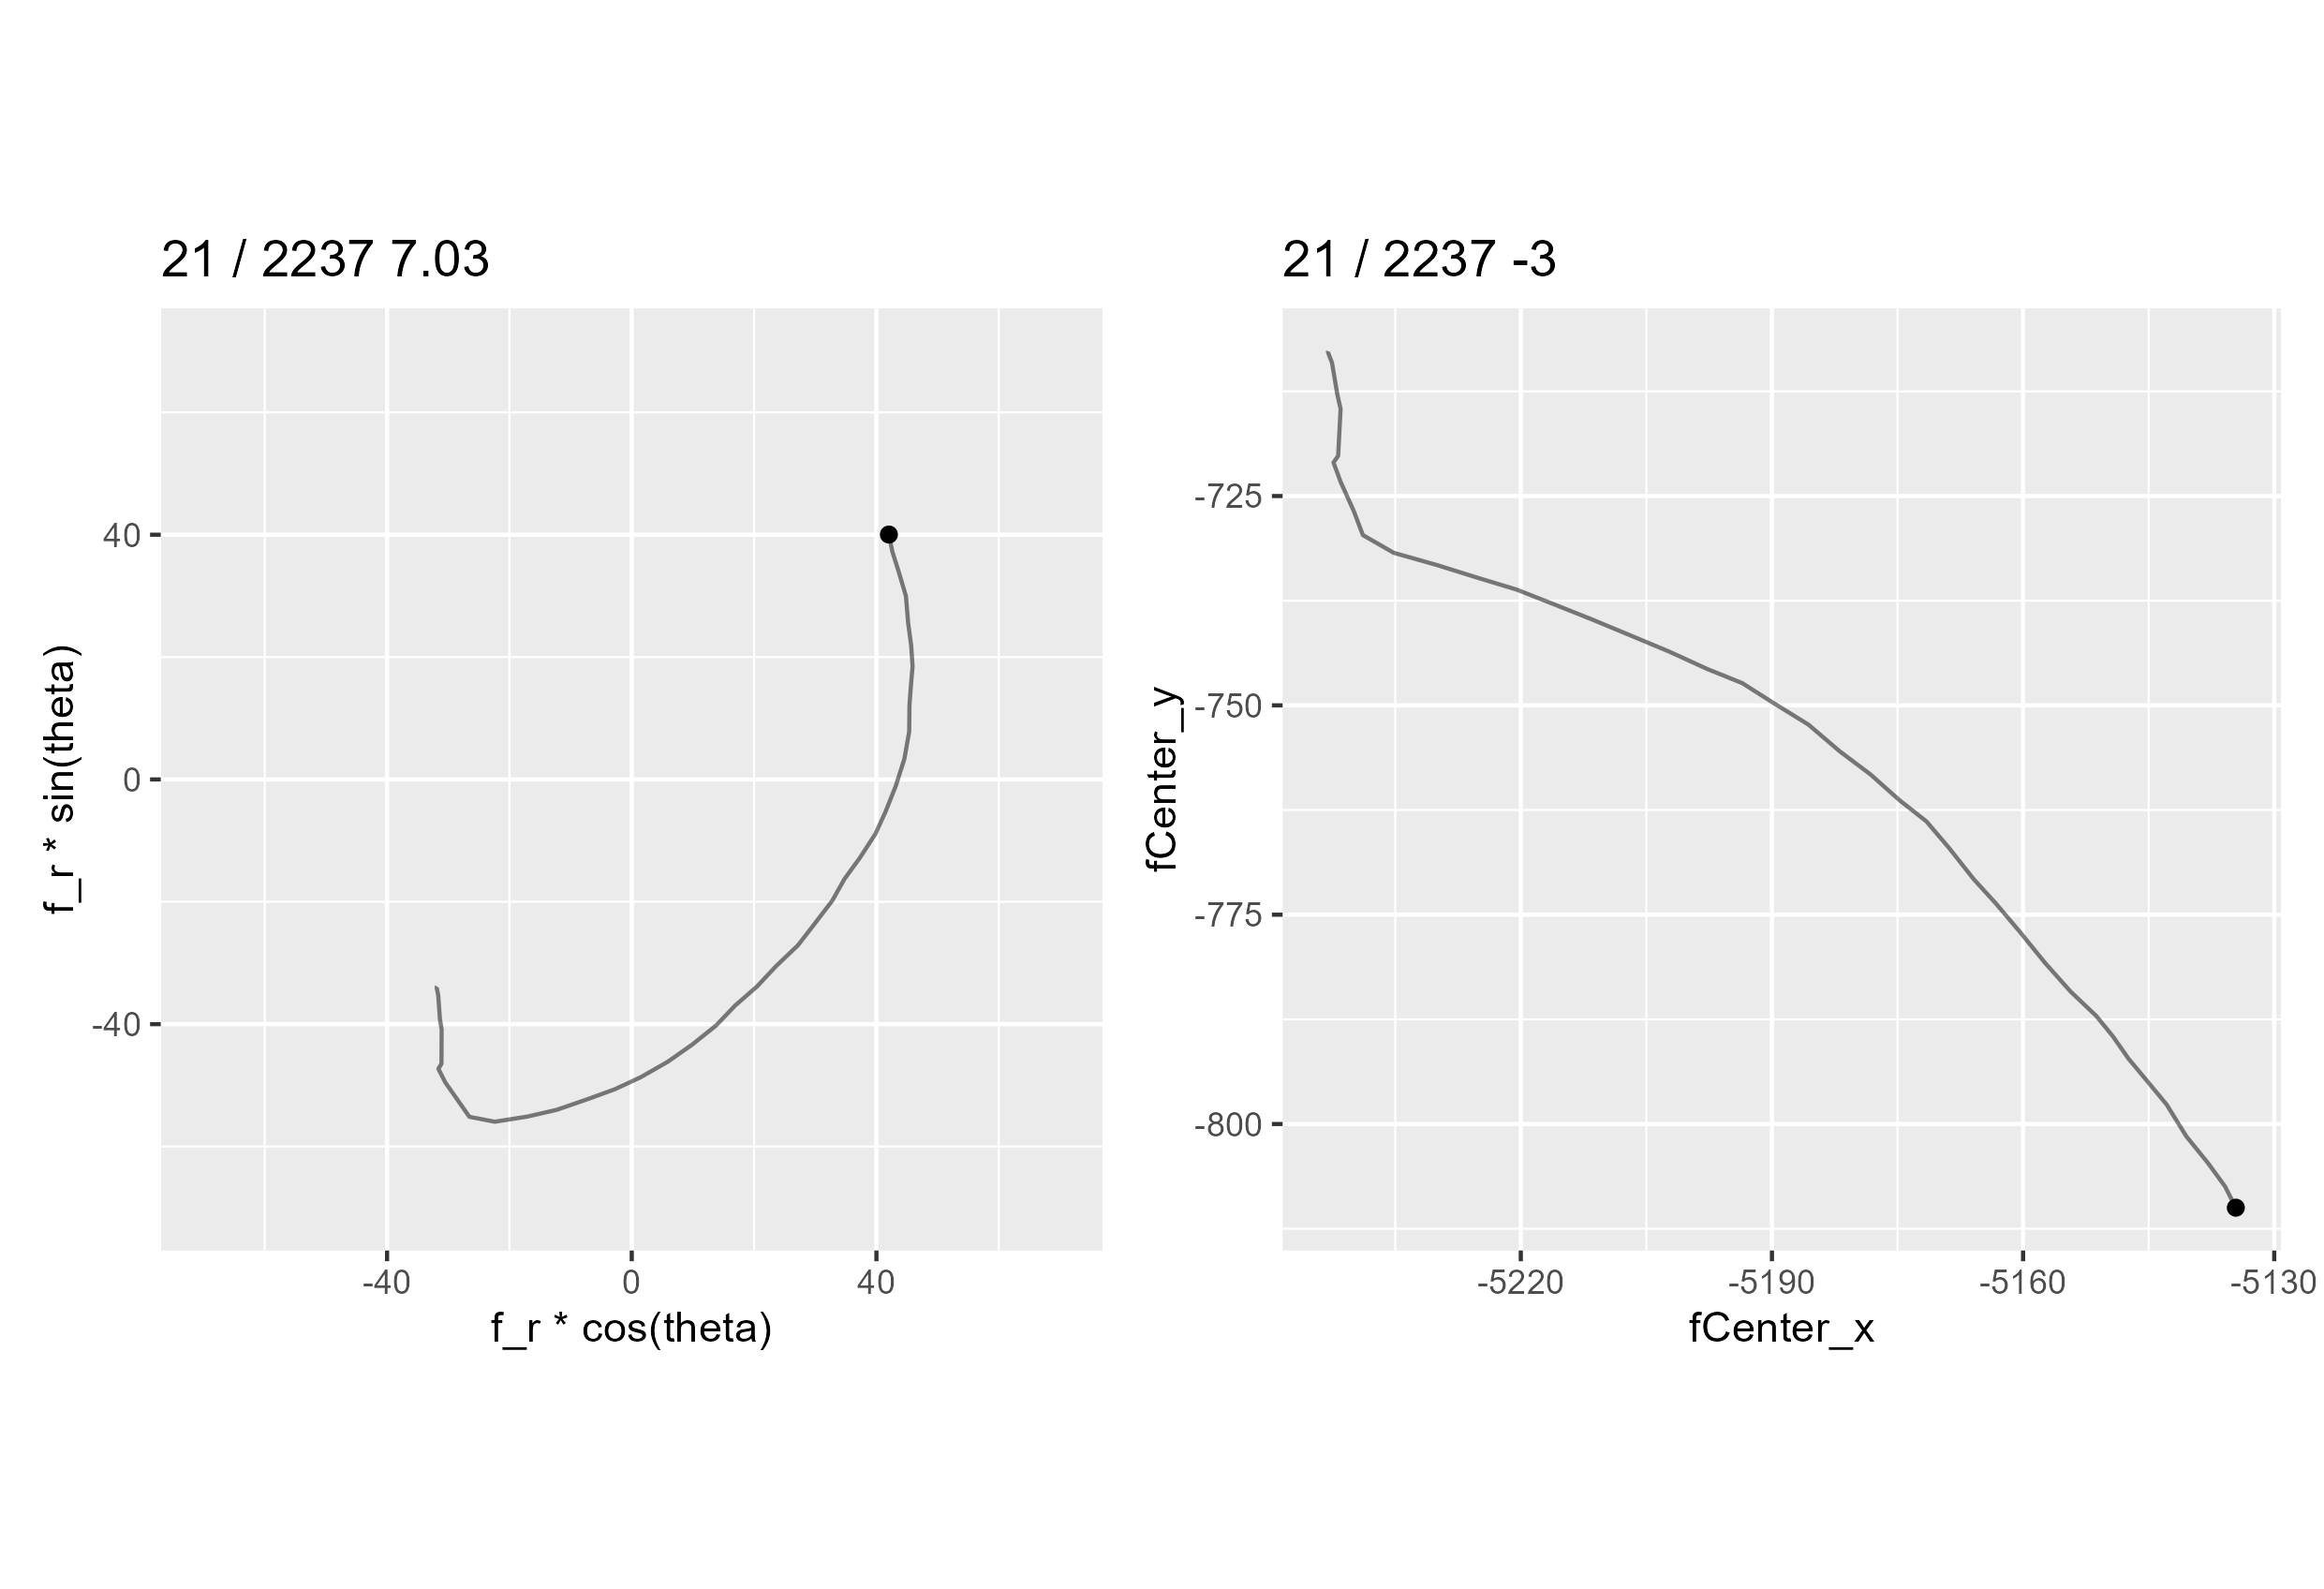 21 / 2237 7.03
40
0
-40
f_r * sin(theta)
-40 0 40
f_r * cos(theta)
21 / 2237 -3
-725
-750
-775
-800
fCenter_y
-5220 -5190 -5160 -5130
fCenter_x